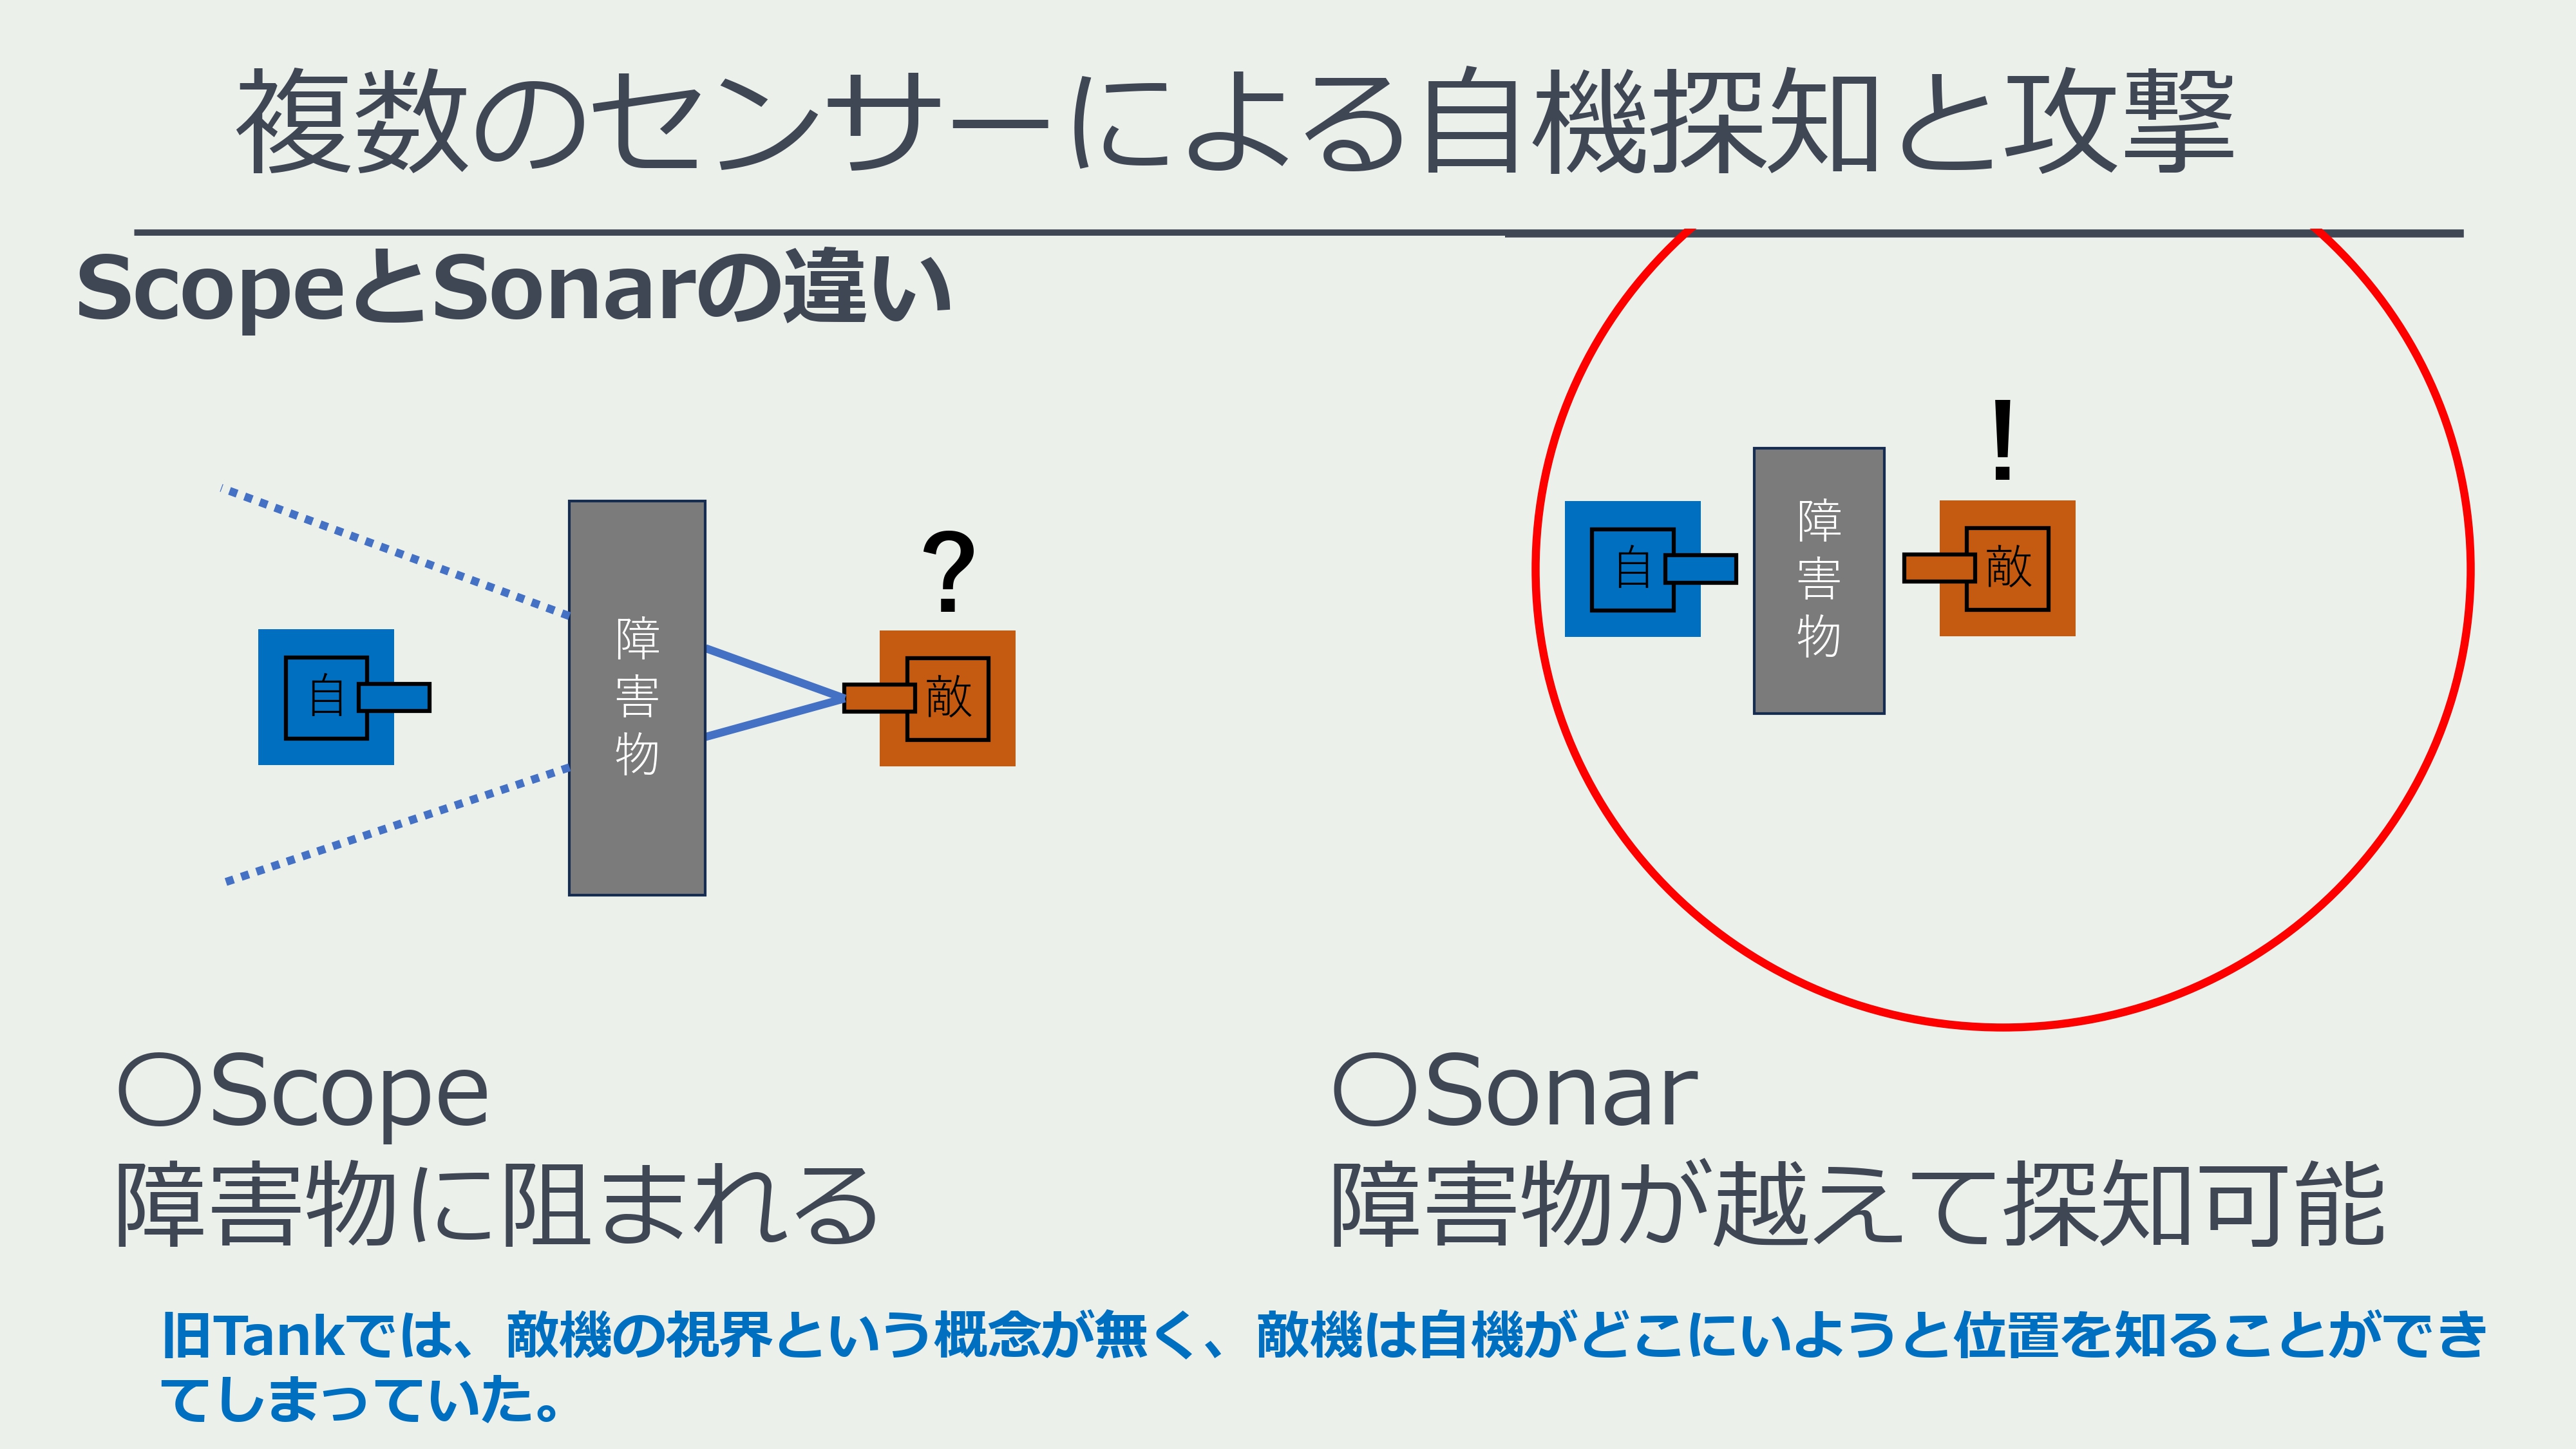 複数のセンサーによる自機探知と攻撃
ScopeとSonarの違い
自
障
害
物
?
敵
自
障
害
物
!
敵
〇Scope
障害物に阻まれる
〇Sonar
障害物が越えて探知可能
旧Tankでは、敵機の視界という概念が無く、敵機は自機がどこにいようと位置を知ることができ
てしまっていた。